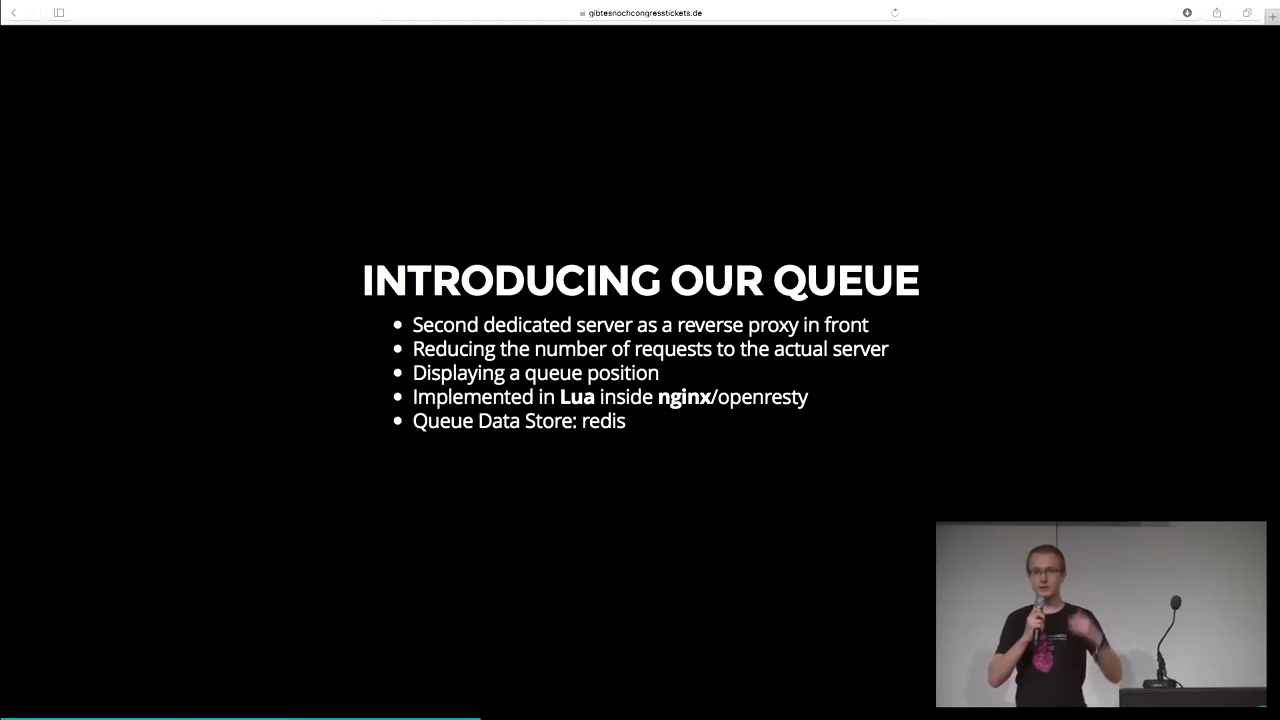 gibtesnochcongresstickets.de
INTRODUCING OUR QUEUE
Second dedicated server as a reverse proxy in front
Reducing the number of requests to the actual server
Displaying a queue position
Implemented in Lua inside nginx/openresty
Queue Data Store: redis